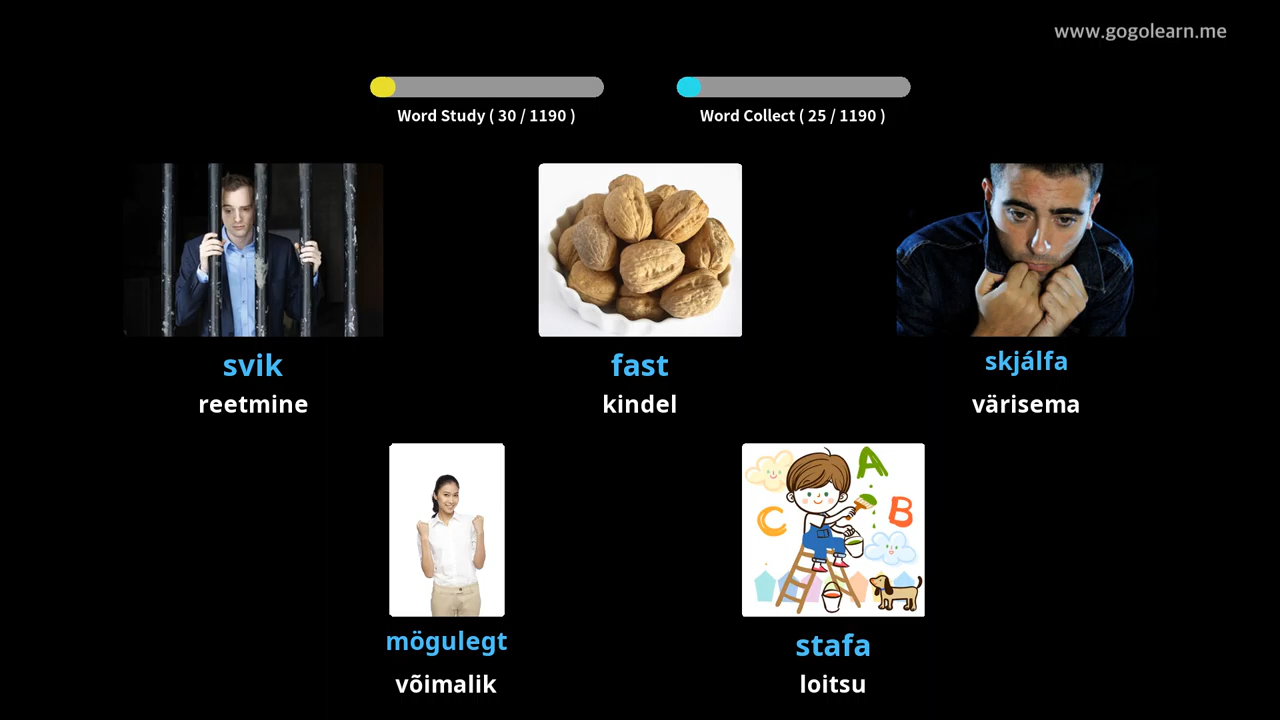 www.gogolearn.me
Word Study ( 30 / 1190 )
Word Collect ( 25 / 1190 )
svik
reetmine
fast
kindel
skjálfa
värisema
A
B
C
mögulegt
võimalik
stafa
loitsu